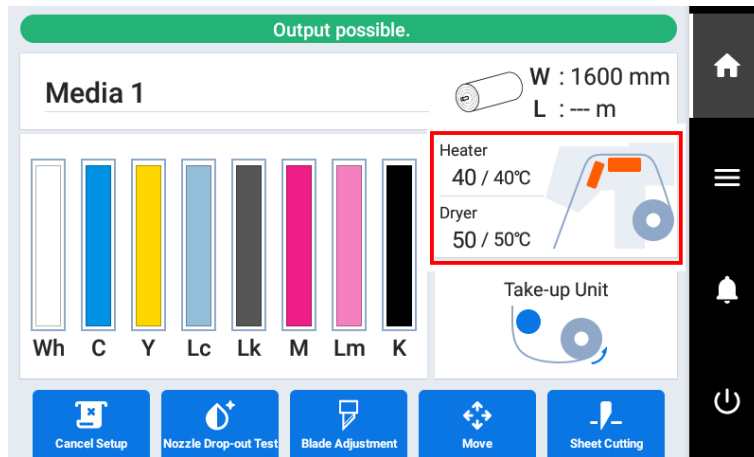 Output possible.
Media 1
W : 1600 mm
L : --- m
Heater
40 / 40℃
Dryer
50 / 50℃
Take-up Unit
Wh C Y Lc Lk M Lm K
Cancel Setup
Nozzle Drop-out Test
Blade Adjustment
Move
Sheet Cutting